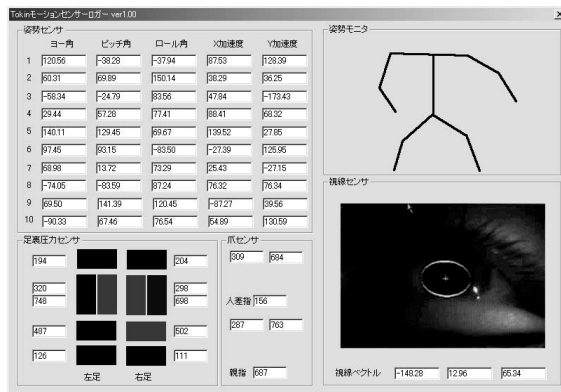 Tokinモーションセンサーロガー ver1.00
姿勢センサ
ヨー角 ピッチ角 ロール角 X加速度 Y加速度
1 120.56 -38.28 -37.94 87.53 128.39
2 60.31 69.89 150.14 38.29 36.25
3 -58.34 -24.79 83.56 47.84 -173.43
4 29.44 57.28 77.41 88.41 68.32
5 140.11 129.45 69.67 139.52 27.85
6 97.45 93.15 -83.50 -27.39 125.95
7 68.98 13.72 73.29 25.43 -27.15
8 -74.05 -83.59 87.24 76.32 76.34
9 69.50 141.39 120.45 -87.27 39.56
10 -90.33 67.46 76.54 54.89 130.59
足裏圧力センサ
194 204
320 298
748 698
487 502
126 111
左足 右足
爪センサ
309 684
人差指 156
287 763
親指 687
姿勢モニタ
視線センサ
視線ベクトル -148.28 12.96 65.34